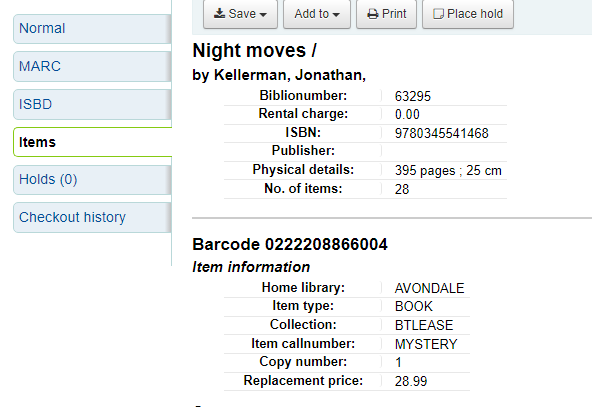 Save Add to Print Place hold
Normal
MARC
ISBD
Items
Holds (0)
Checkout history
Night moves /
by Kellerman, Jonathan,
Biblionumber: 63295
Rental charge: 0.00
ISBN: 9780345541468
Publisher:
Physical details: 395 pages ; 25 cm
No. of items: 28
Barcode 0222208866004
Item information
Home library: AVONDALE
Item type: BOOK
Collection: BTLEASE
Item callnumber: MYSTERY
Copy number: 1
Replacement price: 28.99